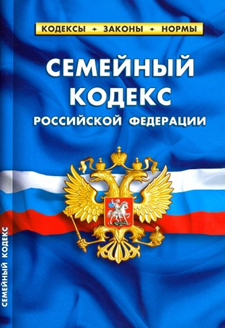 КОДЕКСЫ + ЗАКОНЫ + НОРМЫ
СЕМЕЙНЫЙ
КОДЕКС
РОССИЙСКОЙ ФЕДЕРАЦИИ
СЕМЕЙНЫЙ КОДЕКС